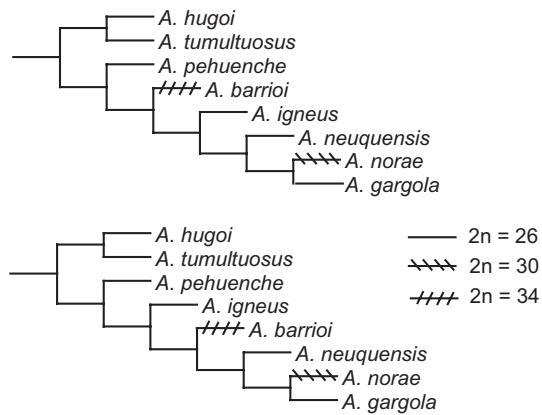 A. hugoi
A. tumultuosus
A. pehuenche
A. barrioi
A. igneus
A. neuquensis
A. norae
A. gargola
A. hugoi
A. tumultuosus
A. pehuenche
A. igneus
A. barrioi
A. neuquensis
A. norae
A. gargola
2n = 26
2n = 30
2n = 34